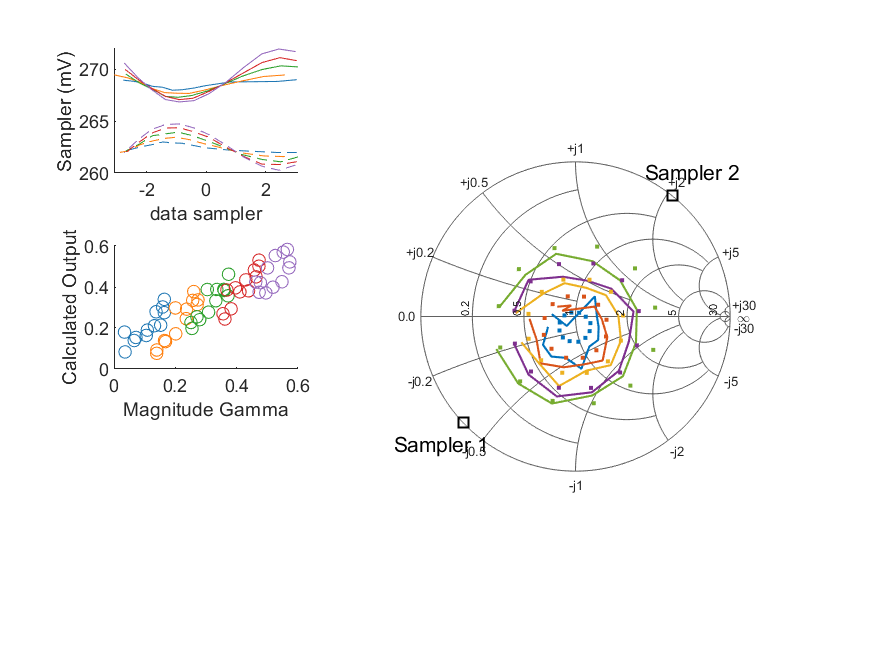 270
265
260
Sampler (mV)
-2
0
2
data sampler
0.6
0.4
0.2
0
Calculated Output
0
0.2
0.4
0.6
Magnitude Gamma
+j1
Sampler 2
+j0.5
+j2
+j0.2
+j5
0.0
0.2
0.5
1
2
5
30
+j30
∞
-j30
-j0.2
-j5
Sampler 1
-j0.5
-j2
-j1